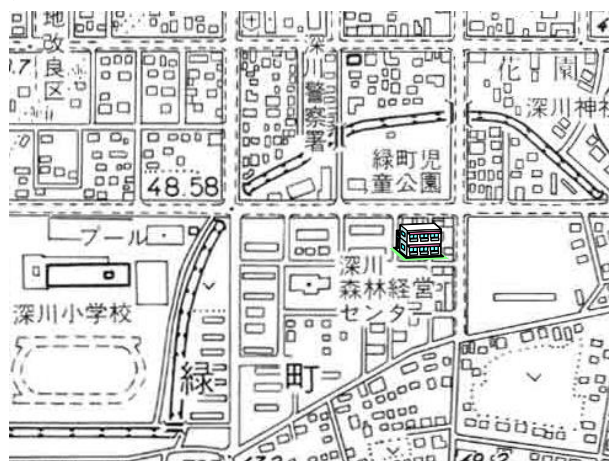 地改良区
深川警察署
花園
深川神社
緑町児
童公園
48.58
プール
深川
森林経営
センター
深川小学校
緑町